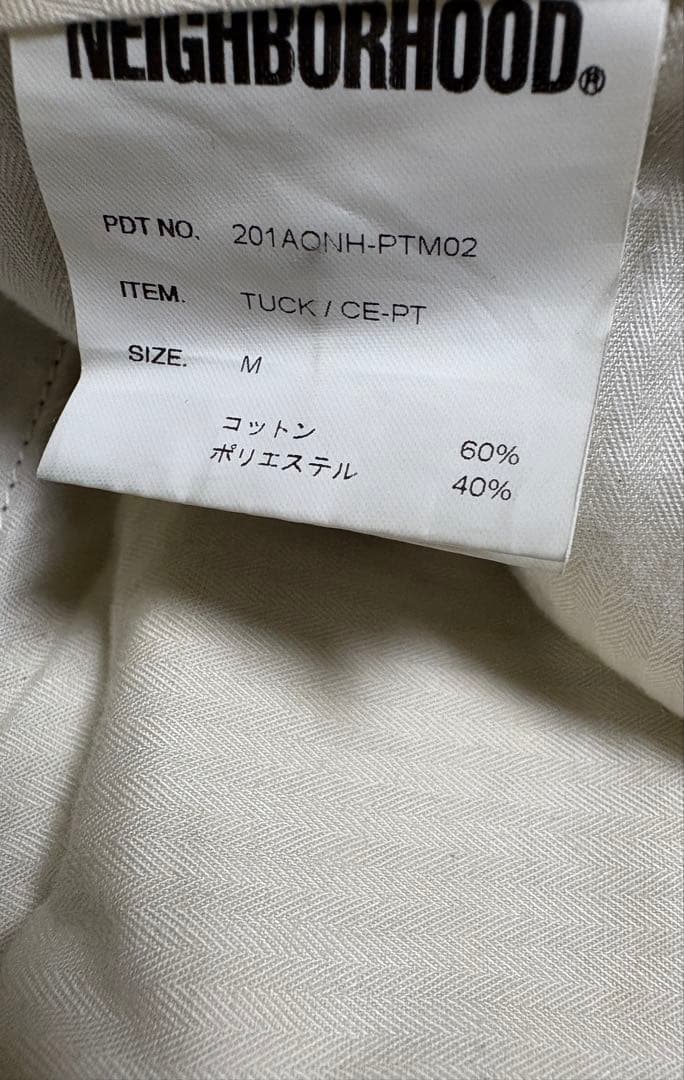 NEIGHBORHOOD®
PDT NO. 201AQNH-PTM02
ITEM. TUCK / CE-PT
SIZE. M
コットン 60%
ポリエステル 40%